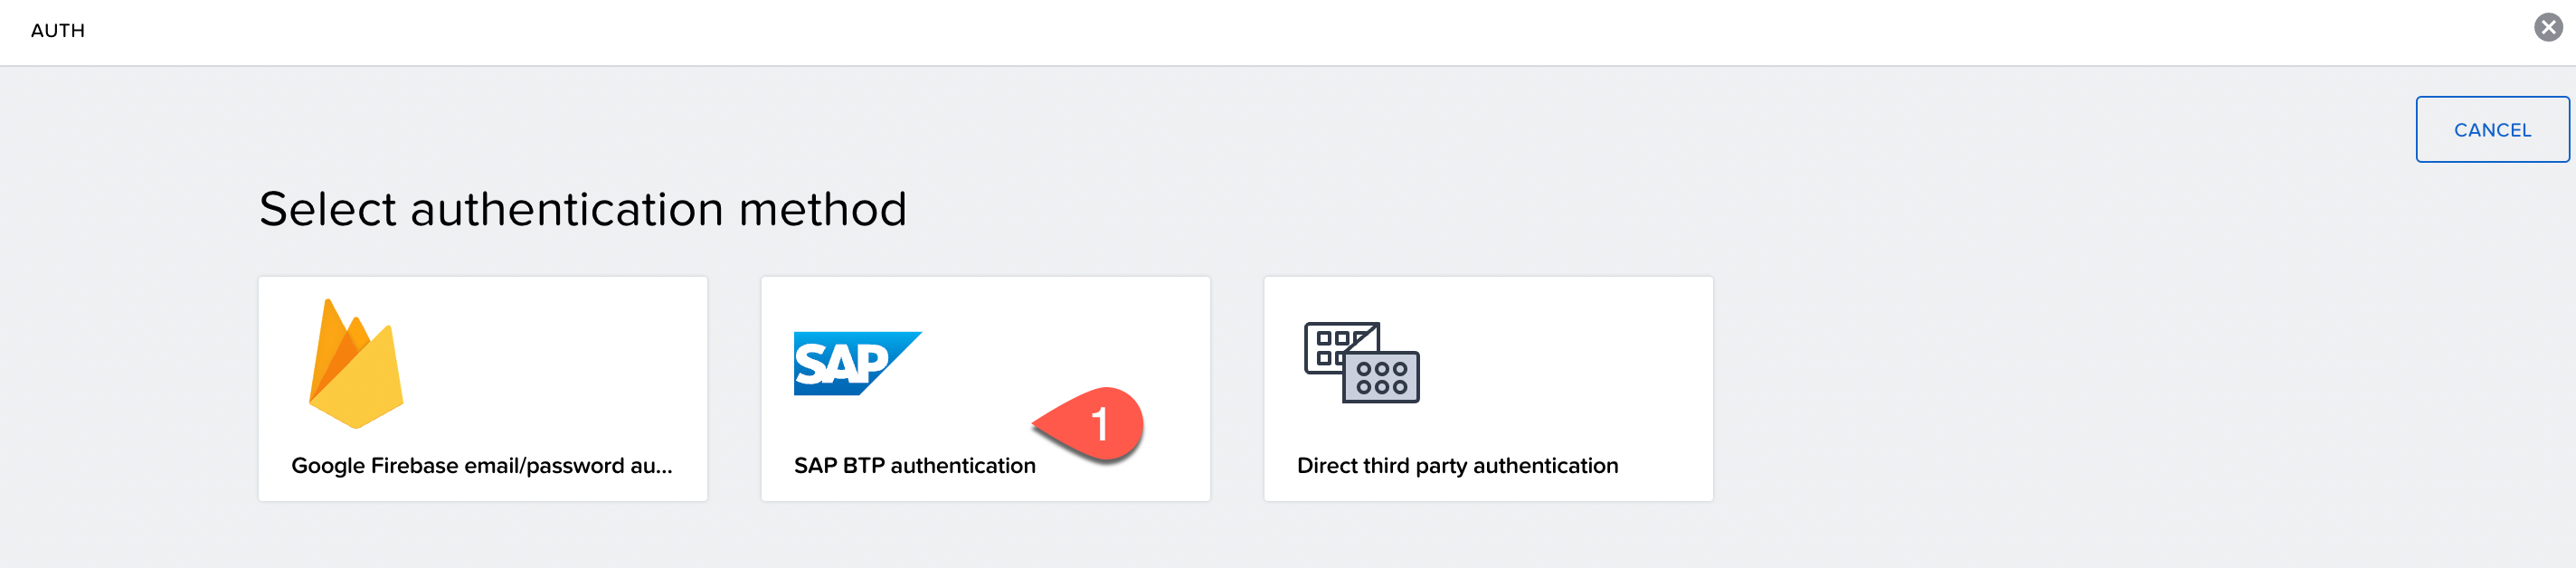 AUTH
CANCEL
Select authentication method
SAP
1
Google Firebase email/password au...
SAP BTP authentication
Direct third party authentication